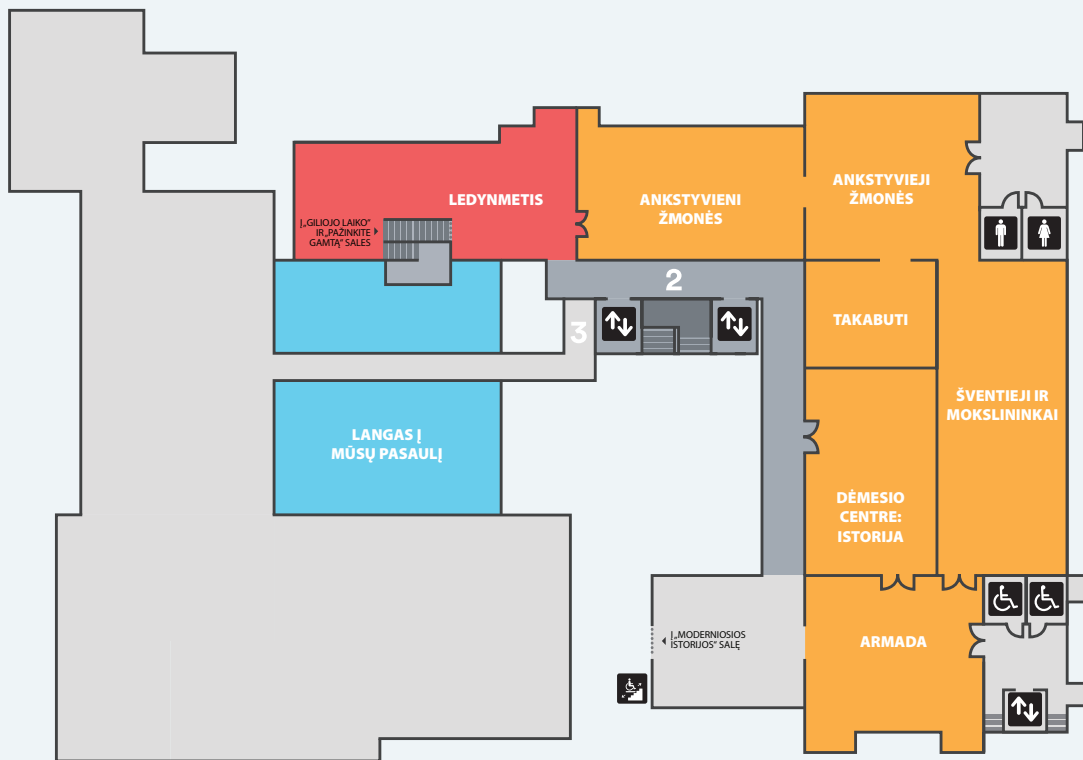 LEDYNMETIS
Į„GILIOJO LAIKO"
IR„PAŽINKITE
GAMTĄ" SALES
ANKSTYVIENI
ŽMONĖS
ANKSTYVIEJI
ŽMONĖS
2
3
TAKABUTI
ŠVENTIEJI IR
MOKSLININKAI
LANGAS Į
MŪSŲ PASAULĮ
DĖMESIO
CENTRE:
ISTORIJA
Į„MODERNIOSIOS
ISTORIJOS" SALĘ
ARMADA